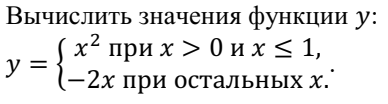 Вычислить значения функции y:
y = { x² при x > 0 и x ≤ 1,
−2x при остальных x. .